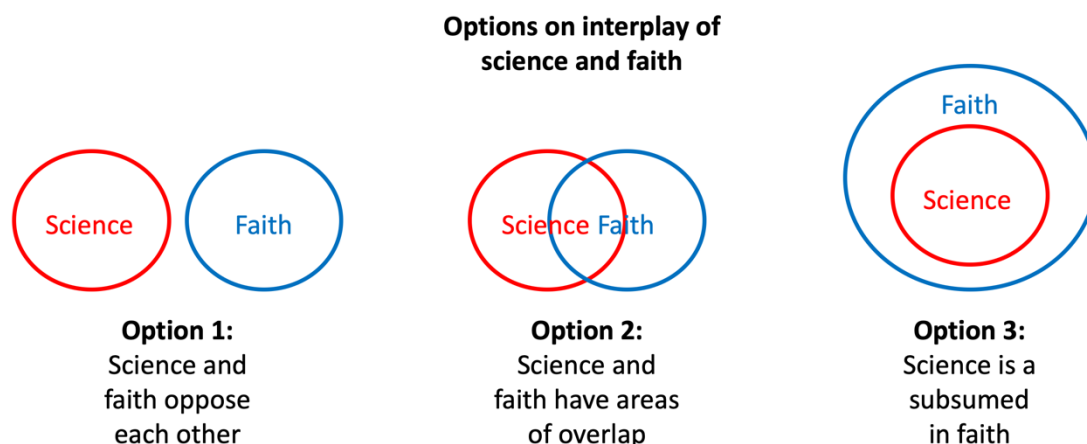 Options on interplay of
science and faith
Science
Faith
Option 1:
Science and
faith oppose
each other
Science
Faith
Option 2:
Science and
faith have areas
of overlap
Faith
Science
Option 3:
Science is a
subsumed
in faith